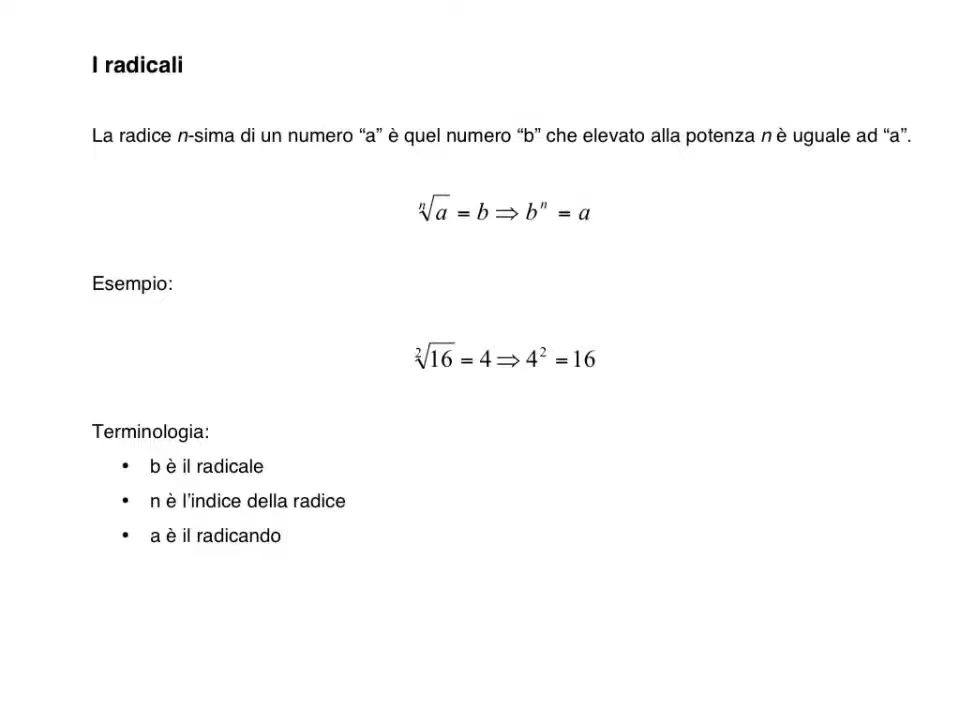 I radicali
La radice n-sima di un numero “a” è quel numero “b” che elevato alla potenza n è uguale ad “a”.
ⁿ√a = b ⇒ bⁿ = a
Esempio:
²√16 = 4 ⇒ 4² = 16
Terminologia:
• b è il radicale
• n è l’indice della radice
• a è il radicando